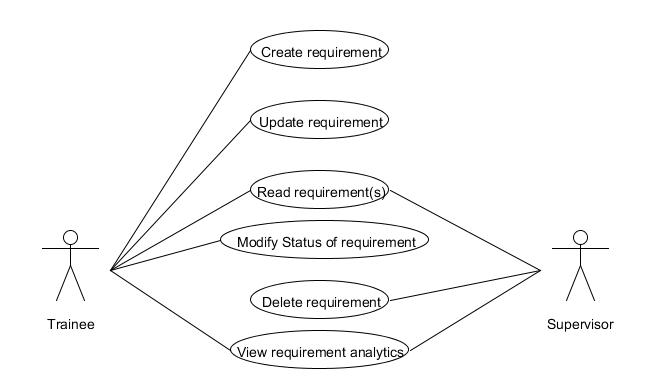 Create requirement
Update requirement
Read requirement(s)
Modify Status of requirement
Delete requirement
Trainee
Supervisor
View requirement analytics